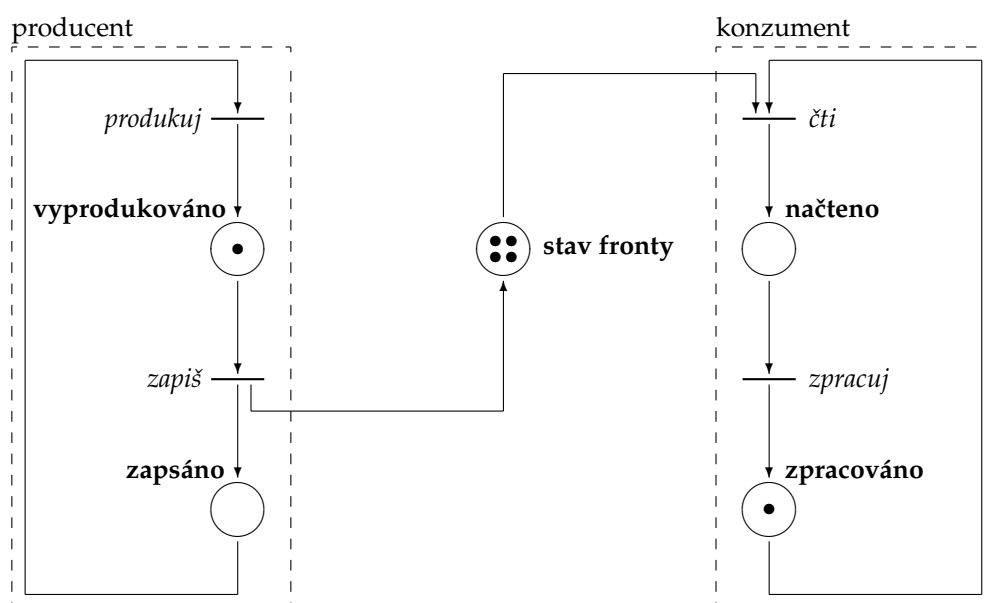 producent
konzument
produkuj
čti
vyprodukováno
načteno
stav fronty
zapiš
zpracuj
zapsáno
zpracováno